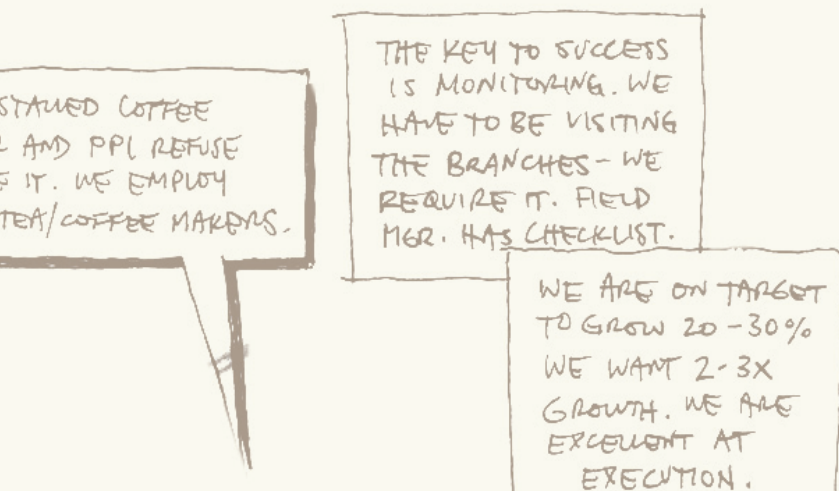 STALLED COFFEE
AND PPL REFUSE
IT. WE EMPLOY
TEA/COFFEE MAKERS.
THE KEY TO SUCCESS
IS MONITORING. WE
HAVE TO BE VISITING
THE BRANCHES - WE
REQUIRE IT. FIELD
MGR. HAS CHECKLIST.
WE ARE ON TARGET
TO GROW 20-30%
WE WANT 2-3X
GROWTH. WE ARE
EXCELLENT AT
EXECUTION.